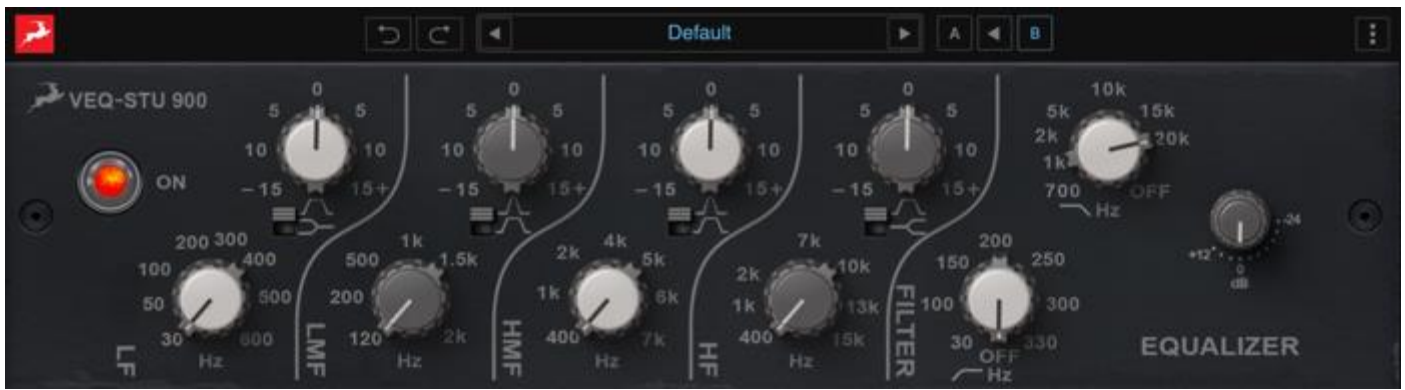 Default
A
B
VEQ-STU 900
ON
0
5 5
10 10
-15 15+
0
5 5
10 10
-15 15+
0
5 5
10 10
-15 15+
0
5 5
10 10
-15 15+
10k
5k 15k
2k 20k
1k
700 OFF
Hz
-24
+12
0
dB
200 300
100 400
50 500
30 600
Hz
LF
1k
500 1.5k
200
120 2k
Hz
LMF
4k
2k 5k
1k 6k
400 7k
Hz
HMF
7k
2k 10k
1k 13k
400 15k
Hz
HF
200
150 250
100 300
30 330
OFF
Hz
FILTER
EQUALIZER